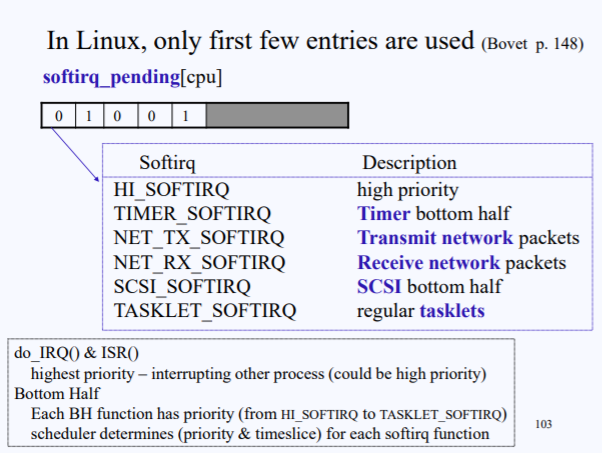 In Linux, only first few entries are used (Bovet p. 148)
softirq_pending[cpu]
0 1 0 0 1
Softirq Description
HI_SOFTIRQ high priority
TIMER_SOFTIRQ Timer bottom half
NET_TX_SOFTIRQ Transmit network packets
NET_RX_SOFTIRQ Receive network packets
SCSI_SOFTIRQ SCSI bottom half
TASKLET_SOFTIRQ regular tasklets
do_IRQ() & ISR()
highest priority – interrupting other process (could be high priority)
Bottom Half
Each BH function has priority (from HI_SOFTIRQ to TASKLET_SOFTIRQ)
scheduler determines (priority & timeslice) for each softirq function
103